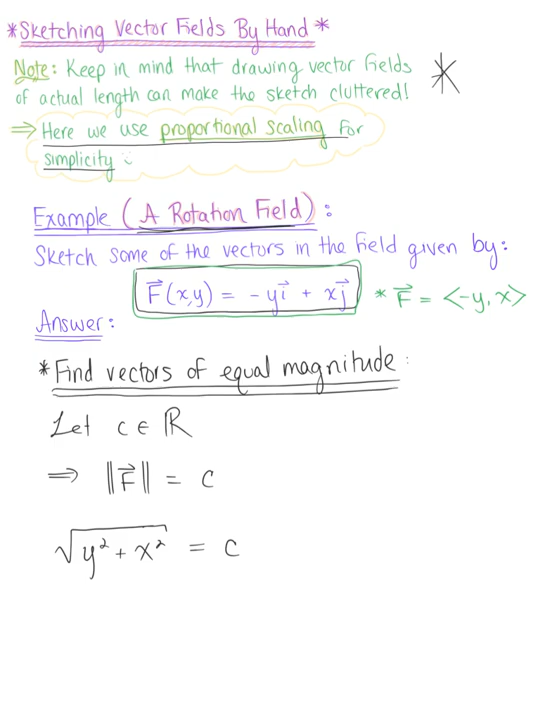 *Sketching Vector Fields By Hand*
Note: Keep in mind that drawing vector fields
of actual length can make the sketch cluttered! *
⇒ Here we use proportional scaling for
simplicity :
Example (A Rotation Field):
Sketch some of the vectors in the field given by:
F⃗(x,y) = -yi⃗ + xj⃗ * F⃗ = <-y, x>
Answer:
*Find vectors of equal magnitude:
Let c ∈ ℝ
⇒ ‖F⃗‖ = c
√(y² + x²) = c